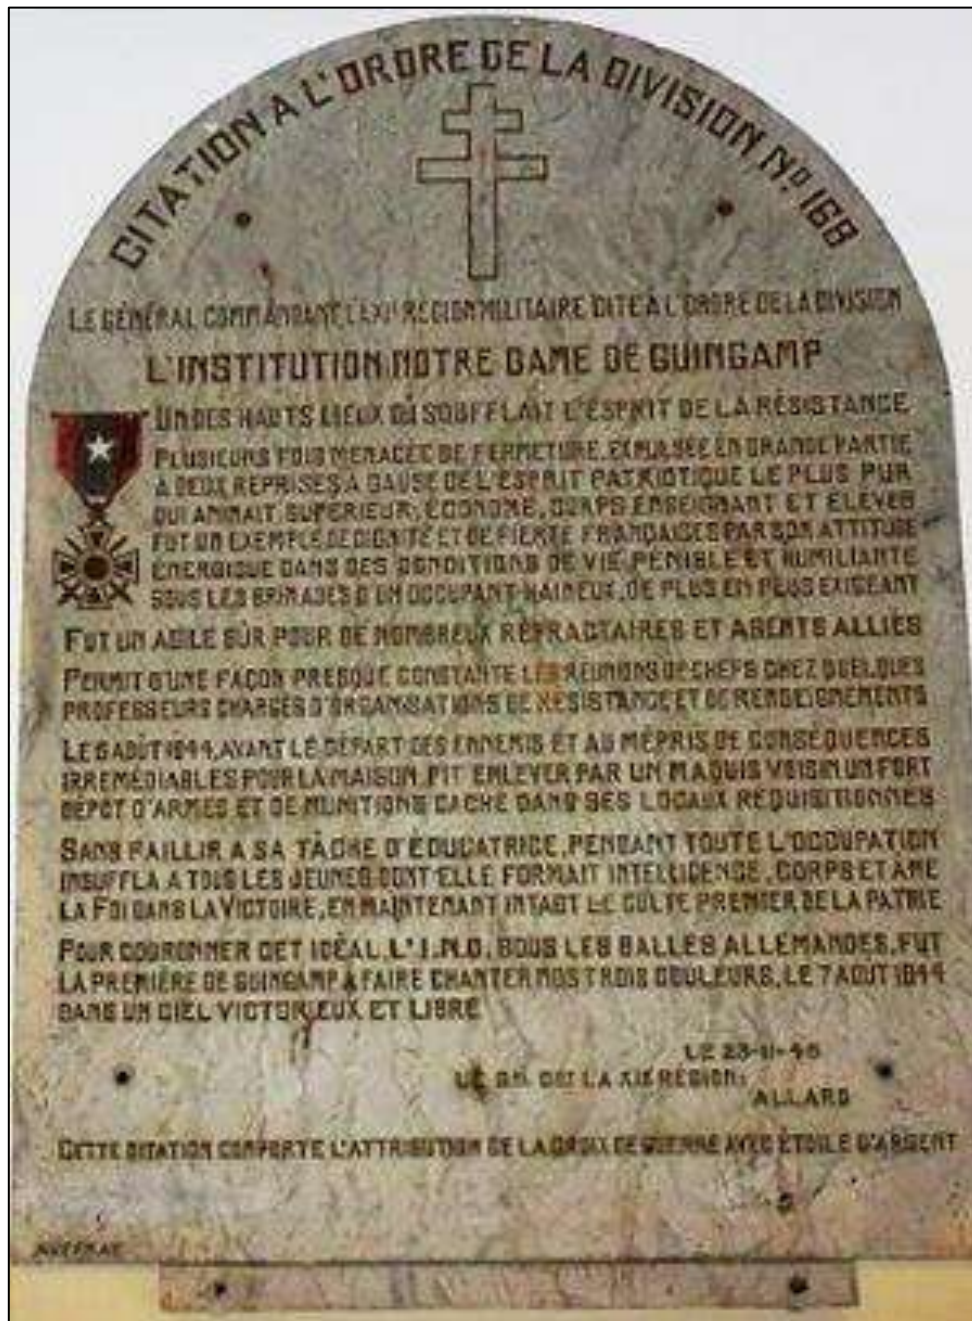 CITATION A L'ORDRE DE LA DIVISION Nº 168
LE GÉNÉRAL COMMANDANT LA XIᵉ REGION MILITAIRE CITE A L'ORDRE DE LA DIVISION
L'INSTITUTION NOTRE DAME DE GUINGAMP
UN DES HAUTS LIEUX OÙ SOUFFLAIT L'ESPRIT DE LA RÉSISTANCE
PLUSIEURS FOIS MENACÉE DE FERMETURE, EXPULSÉE EN GRANDE PARTIE
A DEUX REPRISES A CAUSE DE L'ESPRIT PATRIOTIQUE LE PLUS PUR
QUI ANIMAIT SUPÉRIEUR, ÉCONOME, CORPS ENSEIGNANT ET ÉLÈVES
FUT UN EXEMPLE DE DIGNITÉ ET DE FIERTÉ FRANÇAISES PAR SON ATTITUDE
ÉNERGIQUE DANS DES CONDITIONS DE VIE PÉNIBLE ET HUMILIANTE
SOUS LES BRIMADES D'UN OCCUPANT HAINEUX, DE PLUS EN PLUS EXIGEANT
FUT UN ASILE SÛR POUR DE NOMBREUX RÉFRACTAIRES ET AGENTS ALLIÉS
PERMIT D'UNE FAÇON PRESQUE CONSTANTE LES RÉUNIONS DE CHEFS CHEZ QUELQUES
PROFESSEURS CHARGÉS D'ORGANISATIONS DE RÉSISTANCE ET DE RENSEIGNEMENTS
LE 6 AOÛT 1944, AVANT LE DÉPART DES ENNEMIS ET AU MÉPRIS DE CONSÉQUENCES
IRREMÉDIABLES POUR LA MAISON, FIT ENLEVER PAR UN MAQUIS VOISIN UN FORT
DÉPÔT D'ARMES ET DE MUNITIONS CACHÉ DANS SES LOCAUX REQUISITIONNÉS
SANS FAILLIR A SA TÂCHE D'ÉDUCATRICE, PENDANT TOUTE L'OCCUPATION
INSUFFLA A TOUS LES JEUNES DONT ELLE FORMAIT INTELLIGENCE, CORPS ET AME
LA FOI DANS LA VICTOIRE, EN MAINTENANT INTACT LE CULTE PREMIER DE LA PATRIE
POUR COURONNER CET IDÉAL, L'I.N.D. SOUS LES BALLES ALLEMANDES, FUT
LA PREMIÈRE DE GUINGAMP A FAIRE CHANTER NOS TROIS COULEURS, LE 7 AOÛT 1944
DANS UN CIEL VICTORIEUX ET LIBRE
LE 23-11-45
LE GAL CDT LA XIE RÉGION:
ALLARD
CETTE CITATION COMPORTE L'ATTRIBUTION DE LA CROIX DE GUERRE AVEC ÉTOILE D'ARGENT